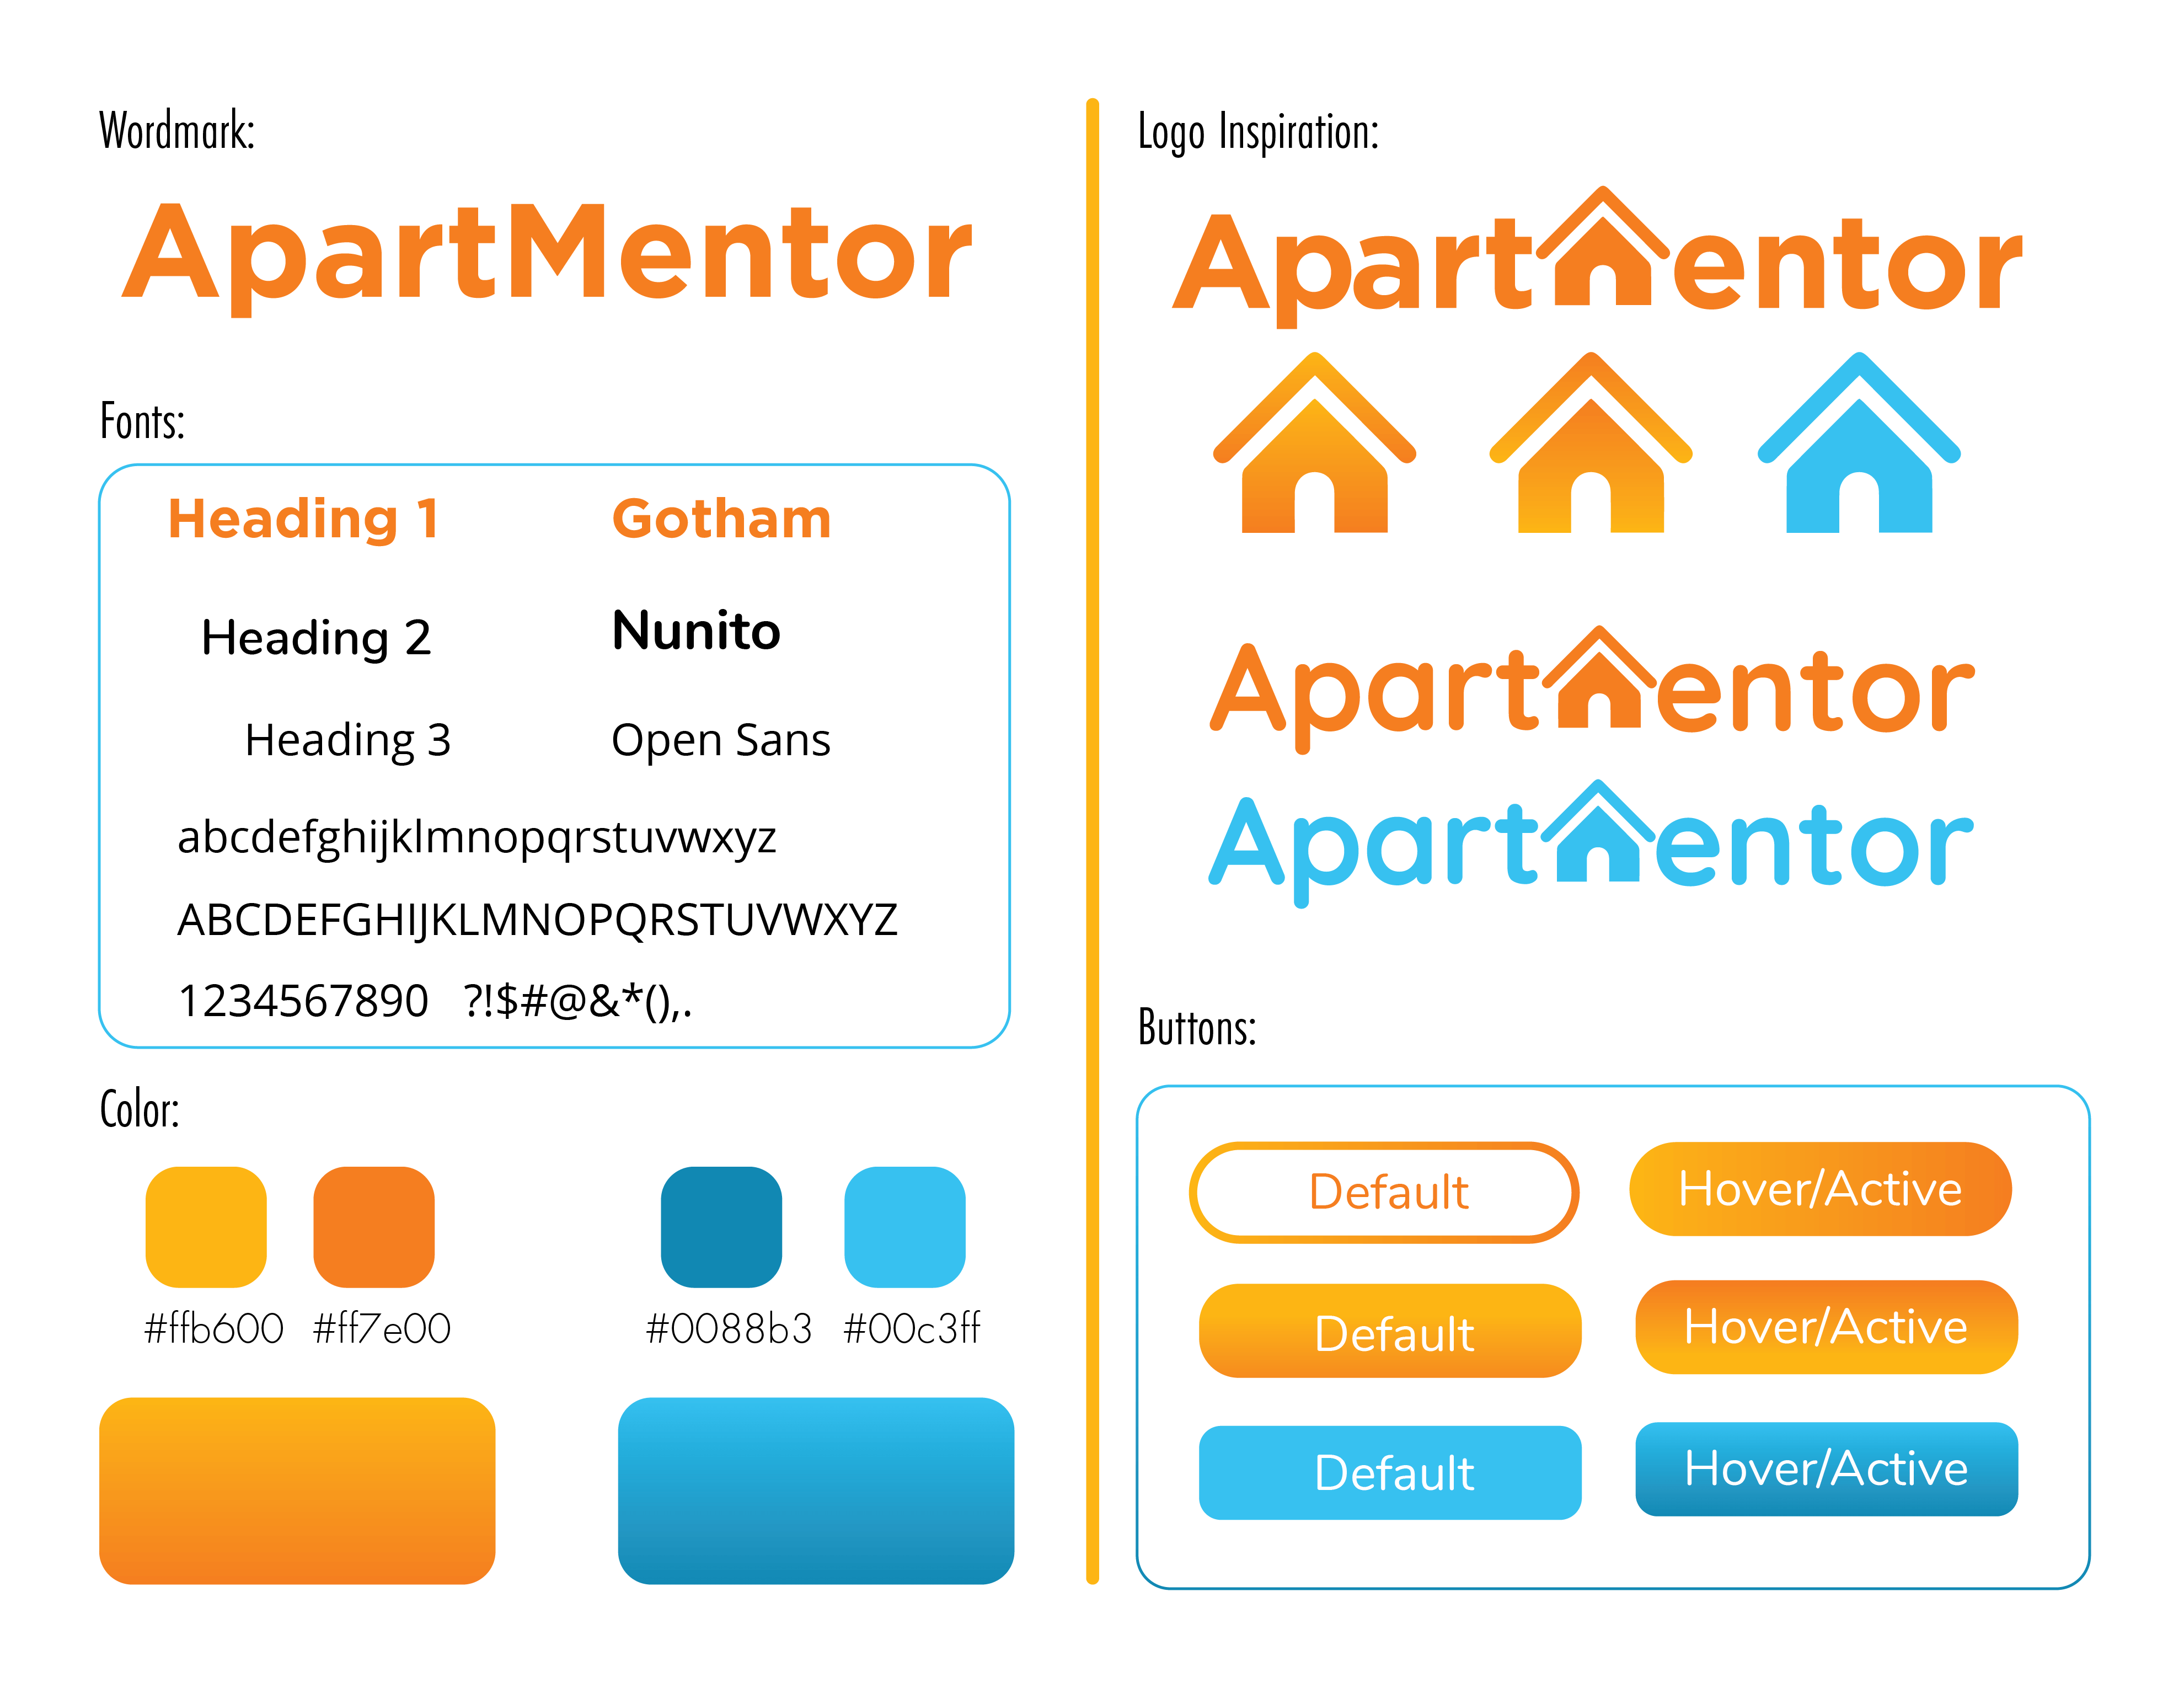 Wordmark:
ApartMentor
Fonts:
Heading 1 Gotham
Heading 2 Nunito
Heading 3 Open Sans
abcdefghijklmnopqrstuvwxyz
ABCDEFGHIJKLMNOPQRSTUVWXYZ
1234567890 ?!$#@&*(),.
Color:
#ffb600 #ff7e00 #0088b3 #00c3ff
Logo Inspiration:
Apart entor
Apart entor
Apart entor
Buttons:
Default Hover/Active
Default Hover/Active
Default Hover/Active